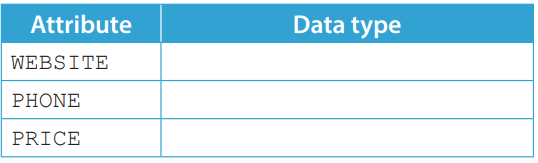 Attribute Data type
WEBSITE
PHONE
PRICE